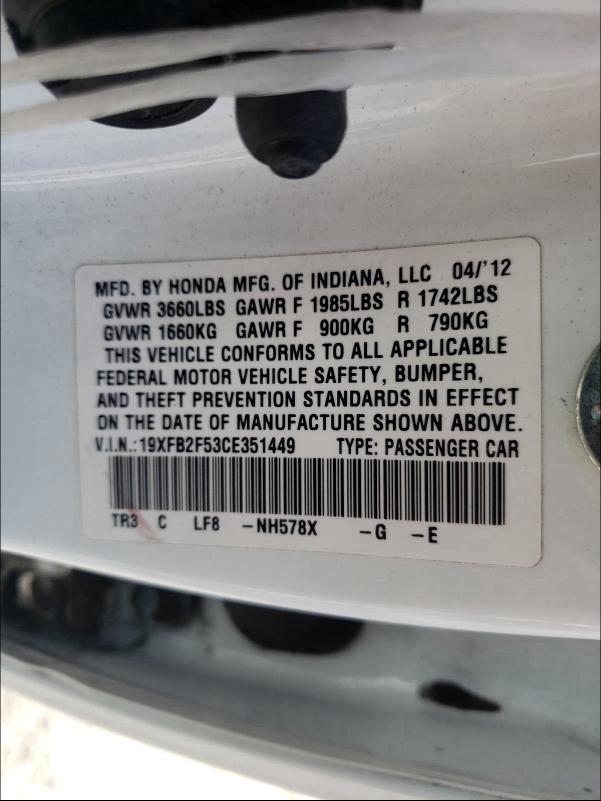 MFD. BY HONDA MFG. OF INDIANA, LLC 04/'12
GVWR 3660LBS GAWR F 1985LBS R 1742LBS
GVWR 1660KG GAWR F 900KG R 790KG
THIS VEHICLE CONFORMS TO ALL APPLICABLE
FEDERAL MOTOR VEHICLE SAFETY, BUMPER,
AND THEFT PREVENTION STANDARDS IN EFFECT
ON THE DATE OF MANUFACTURE SHOWN ABOVE.
V.I.N.:19XFB2F53CE351449 TYPE: PASSENGER CAR
TR3 C LF8 -NH578X -G -E